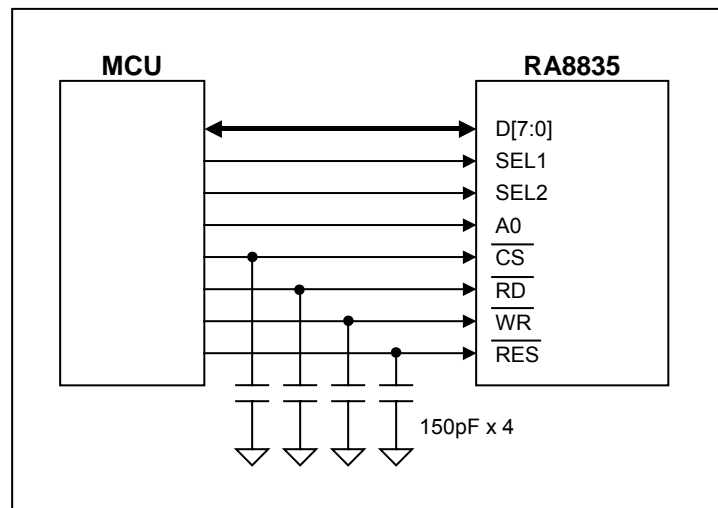 MCU
RA8835
D[7:0]
SEL1
SEL2
A0
CS
RD
WR
RES
150pF x 4